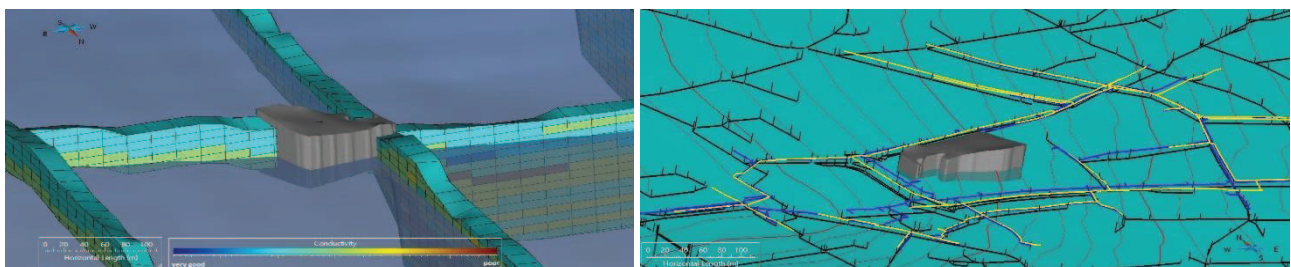 S
W
N
0 20 40 60 80 100
Horizontal Length (m)
Conductivity
very good
poor
0 20 40 60 80 100
Horizontal Length (m)
N
W
E
S